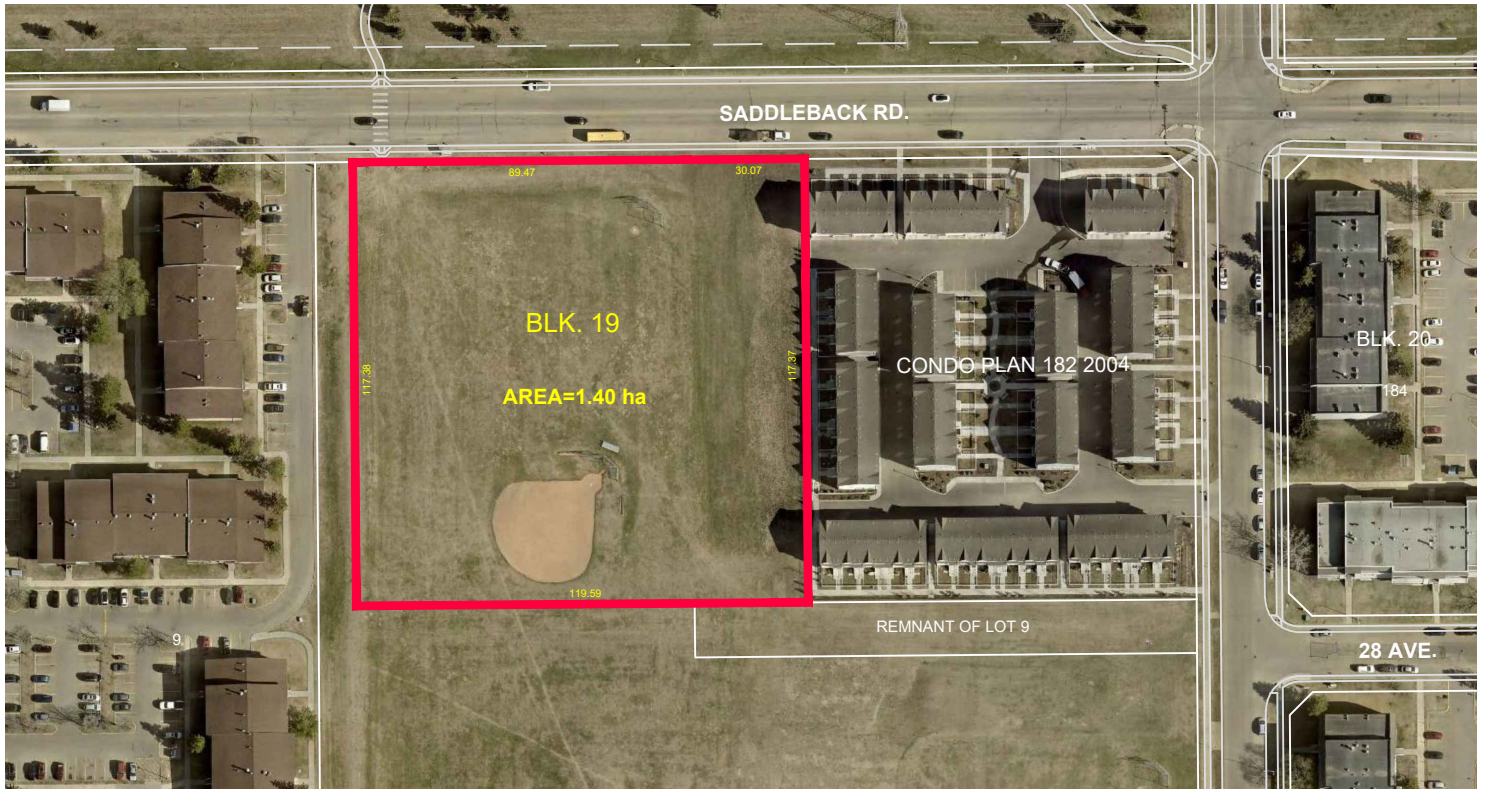 SADDLEBACK RD.
89.47
30.07
BLK. 19
117.38
117.37
AREA=1.40 ha
119.59
CONDO PLAN 182 2004
BLK. 20
184
REMNANT OF LOT 9
9
28 AVE.